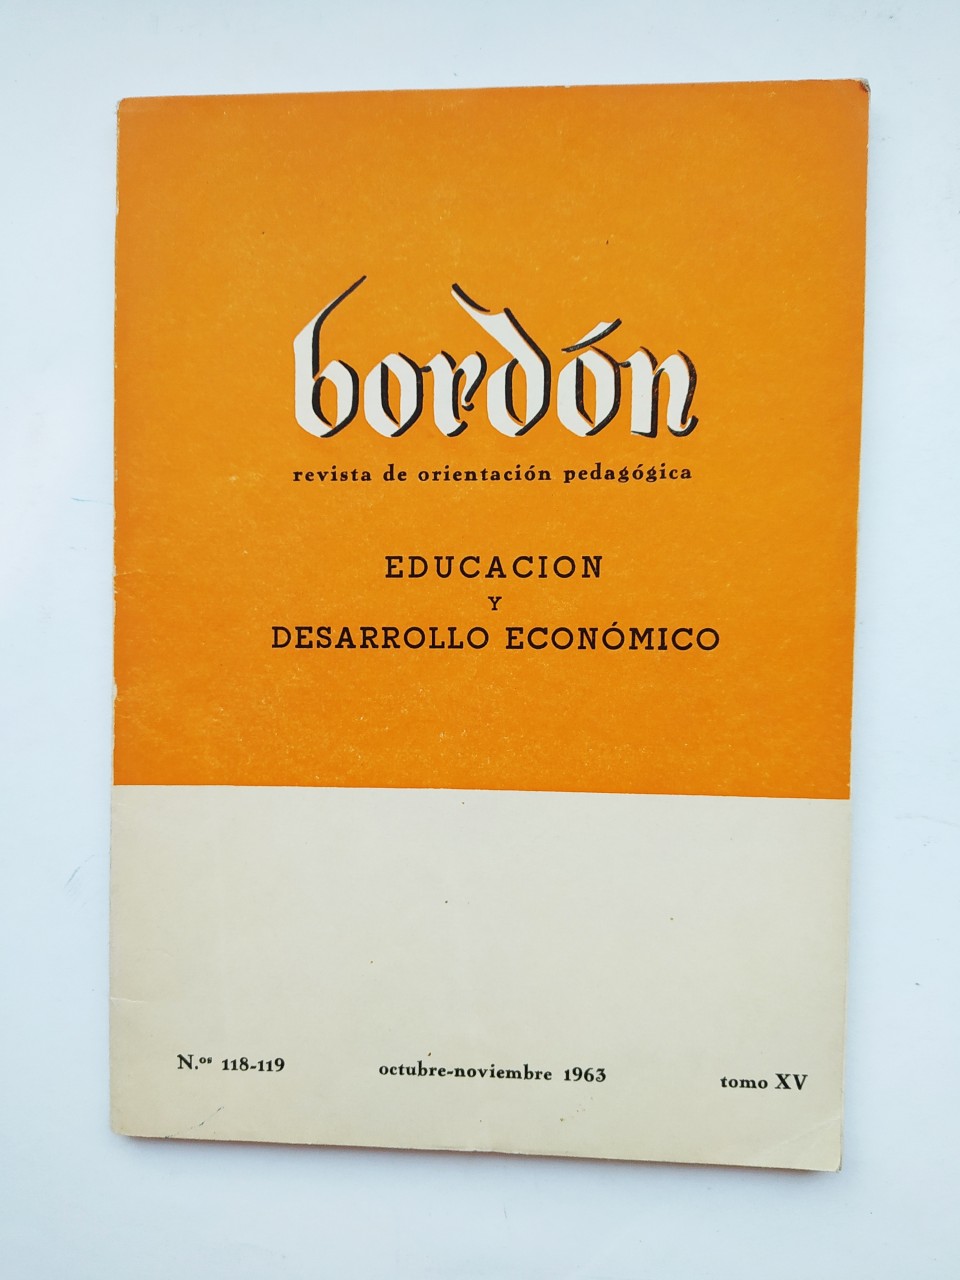 bordón
revista de orientación pedagógica
EDUCACION
Y
DESARROLLO ECONÓMICO
N.ᵒˢ 118-119 octubre-noviembre 1963 tomo XV